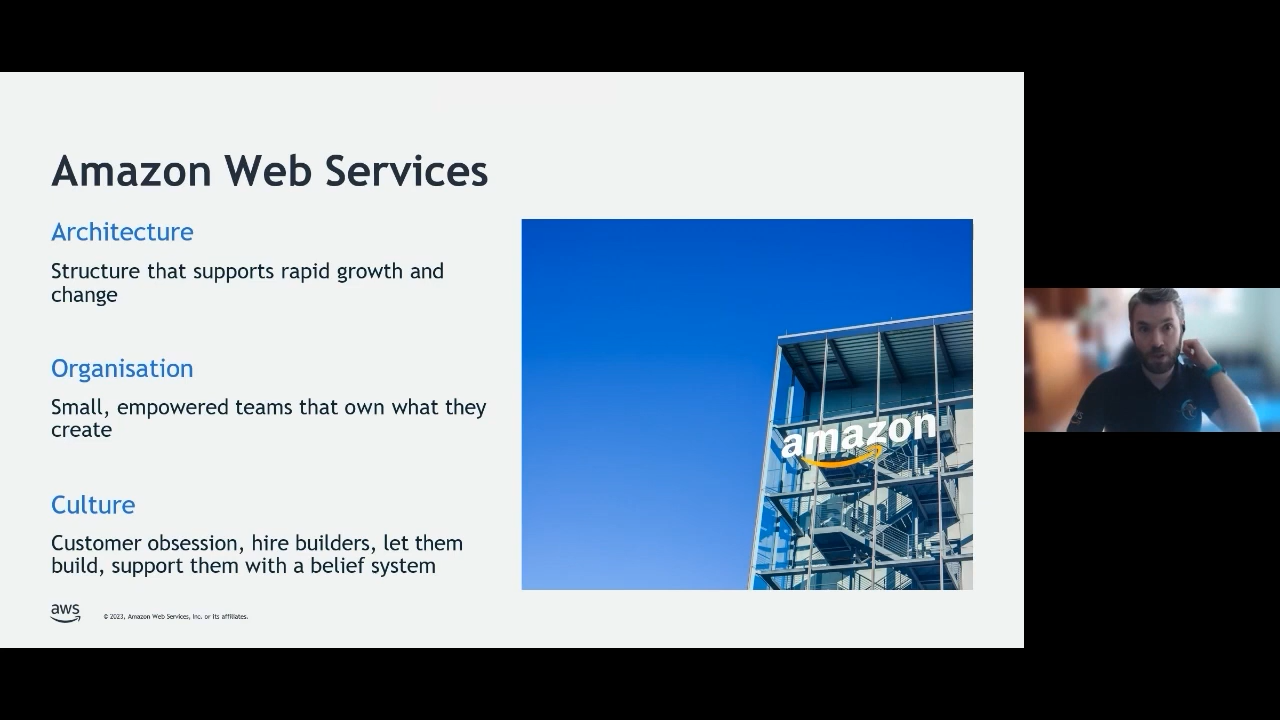 Amazon Web Services
Architecture
Structure that supports rapid growth and
change
Organisation
Small, empowered teams that own what they
create
Culture
Customer obsession, hire builders, let them
build, support them with a belief system
amazon
aws
© 2023, Amazon Web Services, Inc. or its affiliates.